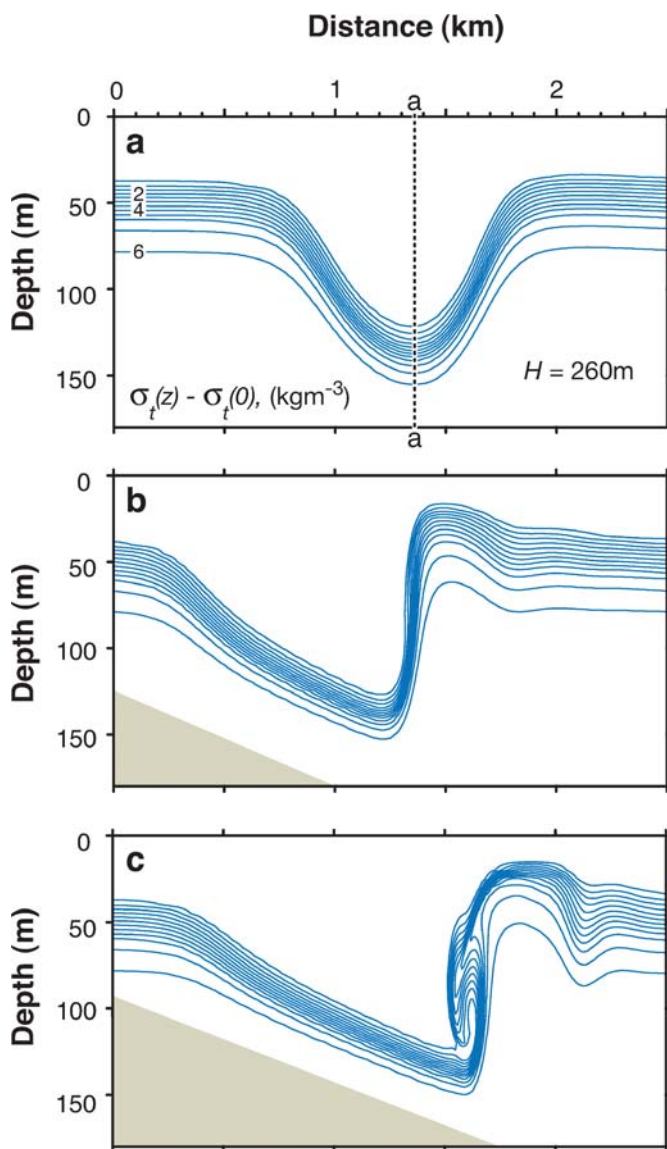 Distance (km)
0 1 2
a
0
50
100
150
Depth (m)
a
2
4
6
σt(z) - σt(0), (kgm-3)
H = 260m
a
0
50
100
150
Depth (m)
b
0
50
100
150
Depth (m)
c